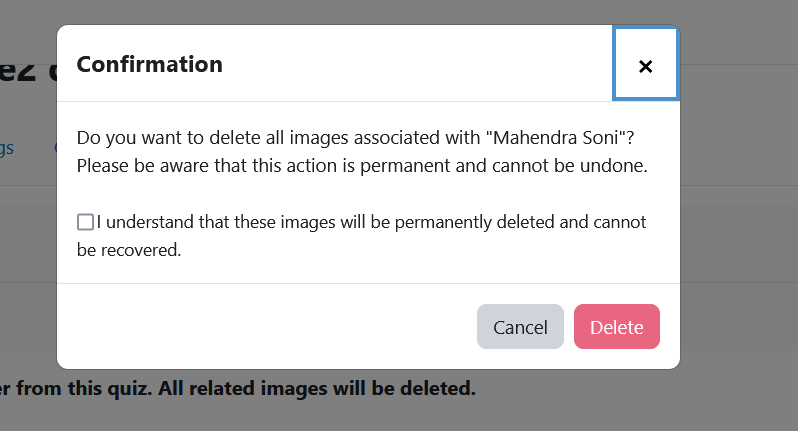 Confirmation
×
Do you want to delete all images associated with "Mahendra Soni"?
Please be aware that this action is permanent and cannot be undone.
I understand that these images will be permanently deleted and cannot
be recovered.
Cancel Delete
from this quiz. All related images will be deleted.